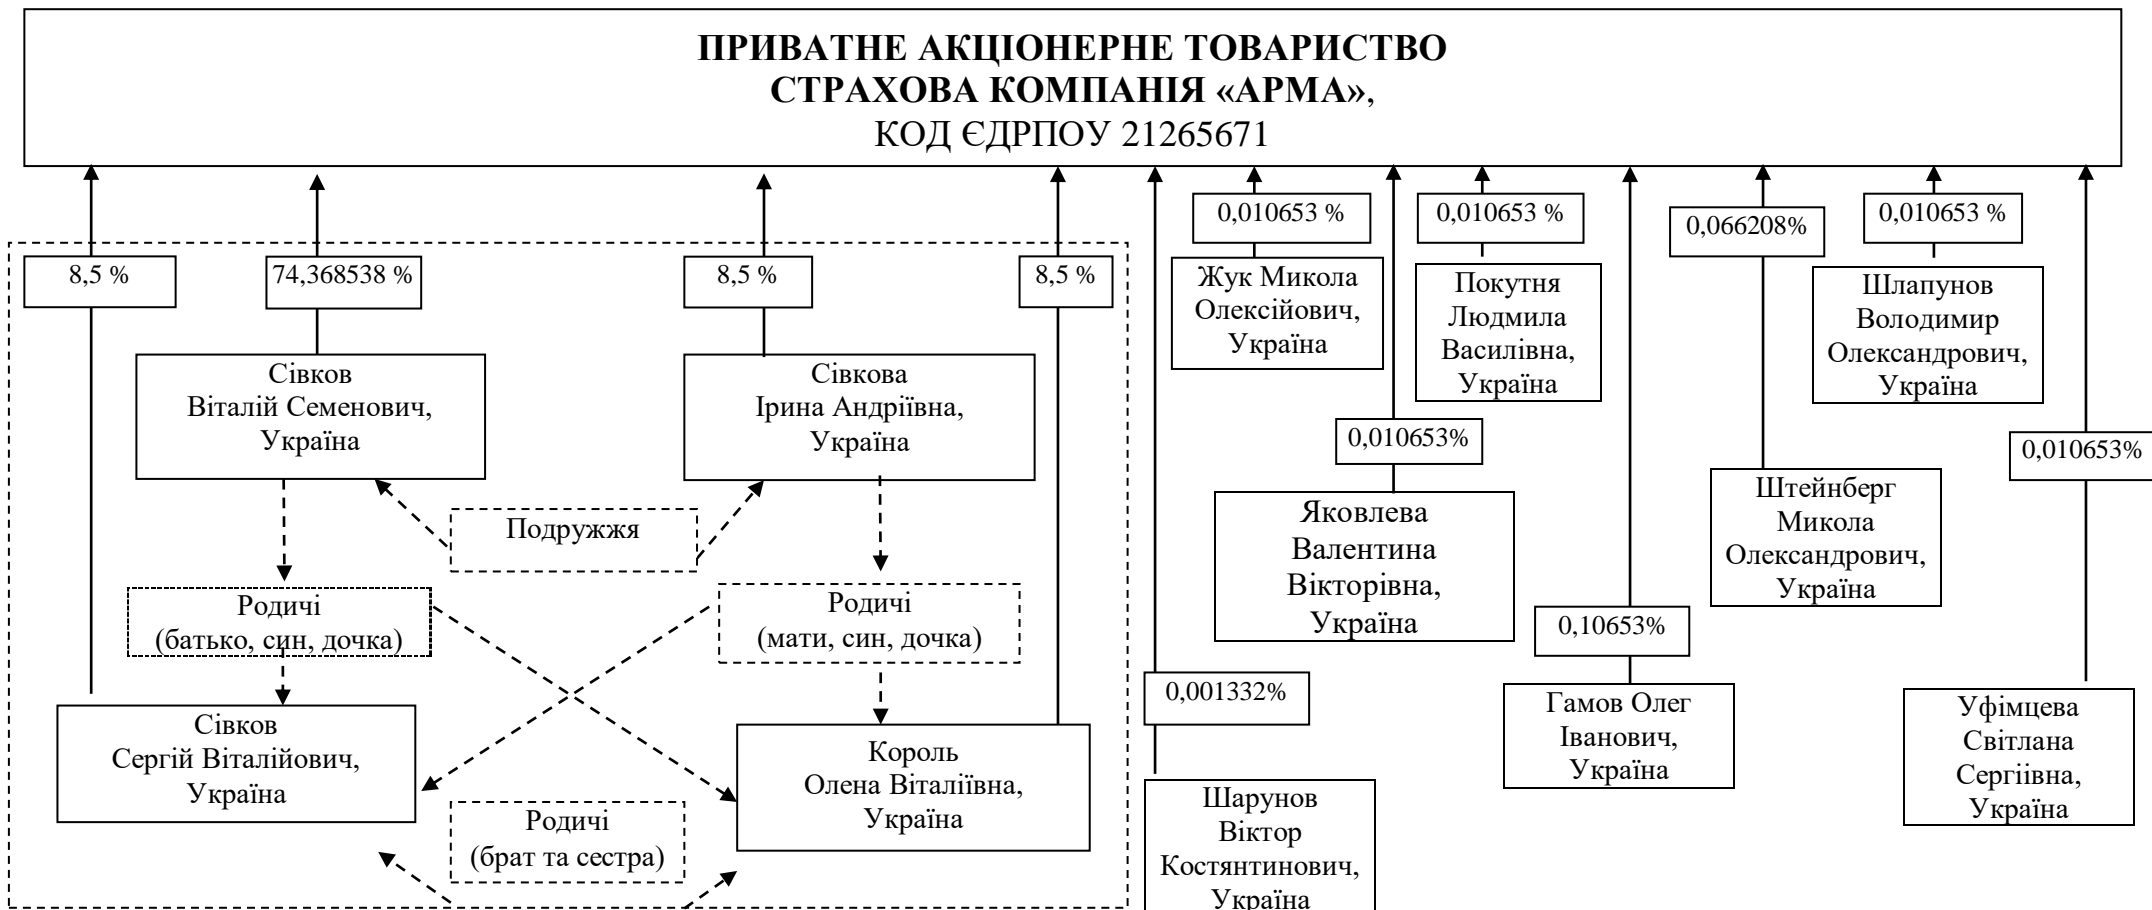 ПРИВАТНЕ АКЦІОНЕРНЕ ТОВАРИСТВО
СТРАХОВА КОМПАНІЯ «АРМА»,
КОД ЄДРПОУ 21265671
8,5 %
74,368538 %
8,5 %
8,5 %
0,010653 %
0,010653 %
0,066208%
0,010653 %
Жук Микола
Олексійович,
Україна
Покутня
Людмила
Василівна,
Україна
Шлапунов
Володимир
Олександрович,
Україна
Сівков
Віталій Семенович,
Україна
Сівкова
Ірина Андріївна,
Україна
0,010653%
0,010653%
Подружжя
Яковлева
Валентина
Вікторівна,
Україна
Штейнберг
Микола
Олександрович,
Україна
Родичі
(батько, син, дочка)
Родичі
(мати, син, дочка)
0,10653%
0,001332%
Сівков
Сергій Віталійович,
Україна
Король
Олена Віталіївна,
Україна
Гамов Олег
Іванович,
Україна
Уфімцева
Світлана
Сергіівна,
Україна
Родичі
(брат та сестра)
Шарунов
Віктор
Костянтинович,
Україна